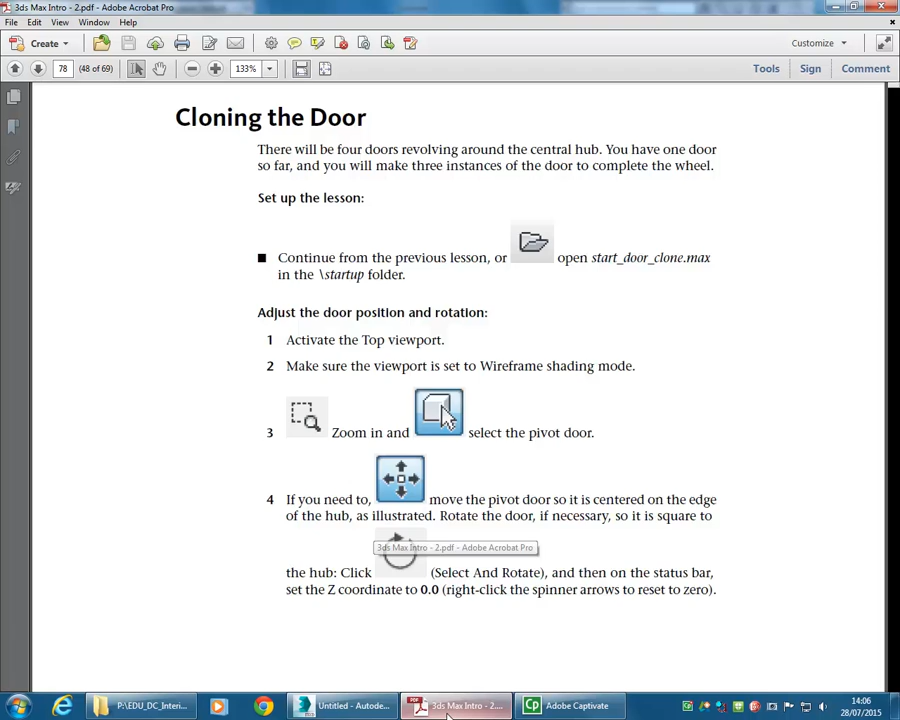 3ds Max Intro - 2.pdf - Adobe Acrobat Pro
File Edit View Window Help
Create
Customize
78 (48 of 69) 133% Tools Sign Comment
Cloning the Door
There will be four doors revolving around the central hub. You have one door
so far, and you will make three instances of the door to complete the wheel.
Set up the lesson:
■ Continue from the previous lesson, or open start_door_clone.max
in the \startup folder.
Adjust the door position and rotation:
1 Activate the Top viewport.
2 Make sure the viewport is set to Wireframe shading mode.
3 Zoom in and select the pivot door.
4 If you need to, move the pivot door so it is centered on the edge
of the hub, as illustrated. Rotate the door, if necessary, so it is square to
3ds Max Intro - 2.pdf - Adobe Acrobat Pro
the hub: Click (Select And Rotate), and then on the status bar,
set the Z coordinate to 0.0 (right-click the spinner arrows to reset to zero).
P:\EDU_DC_Interi... Untitled - Autode... 3ds Max Intro - 2.... Adobe Captivate
14:06
28/07/2015